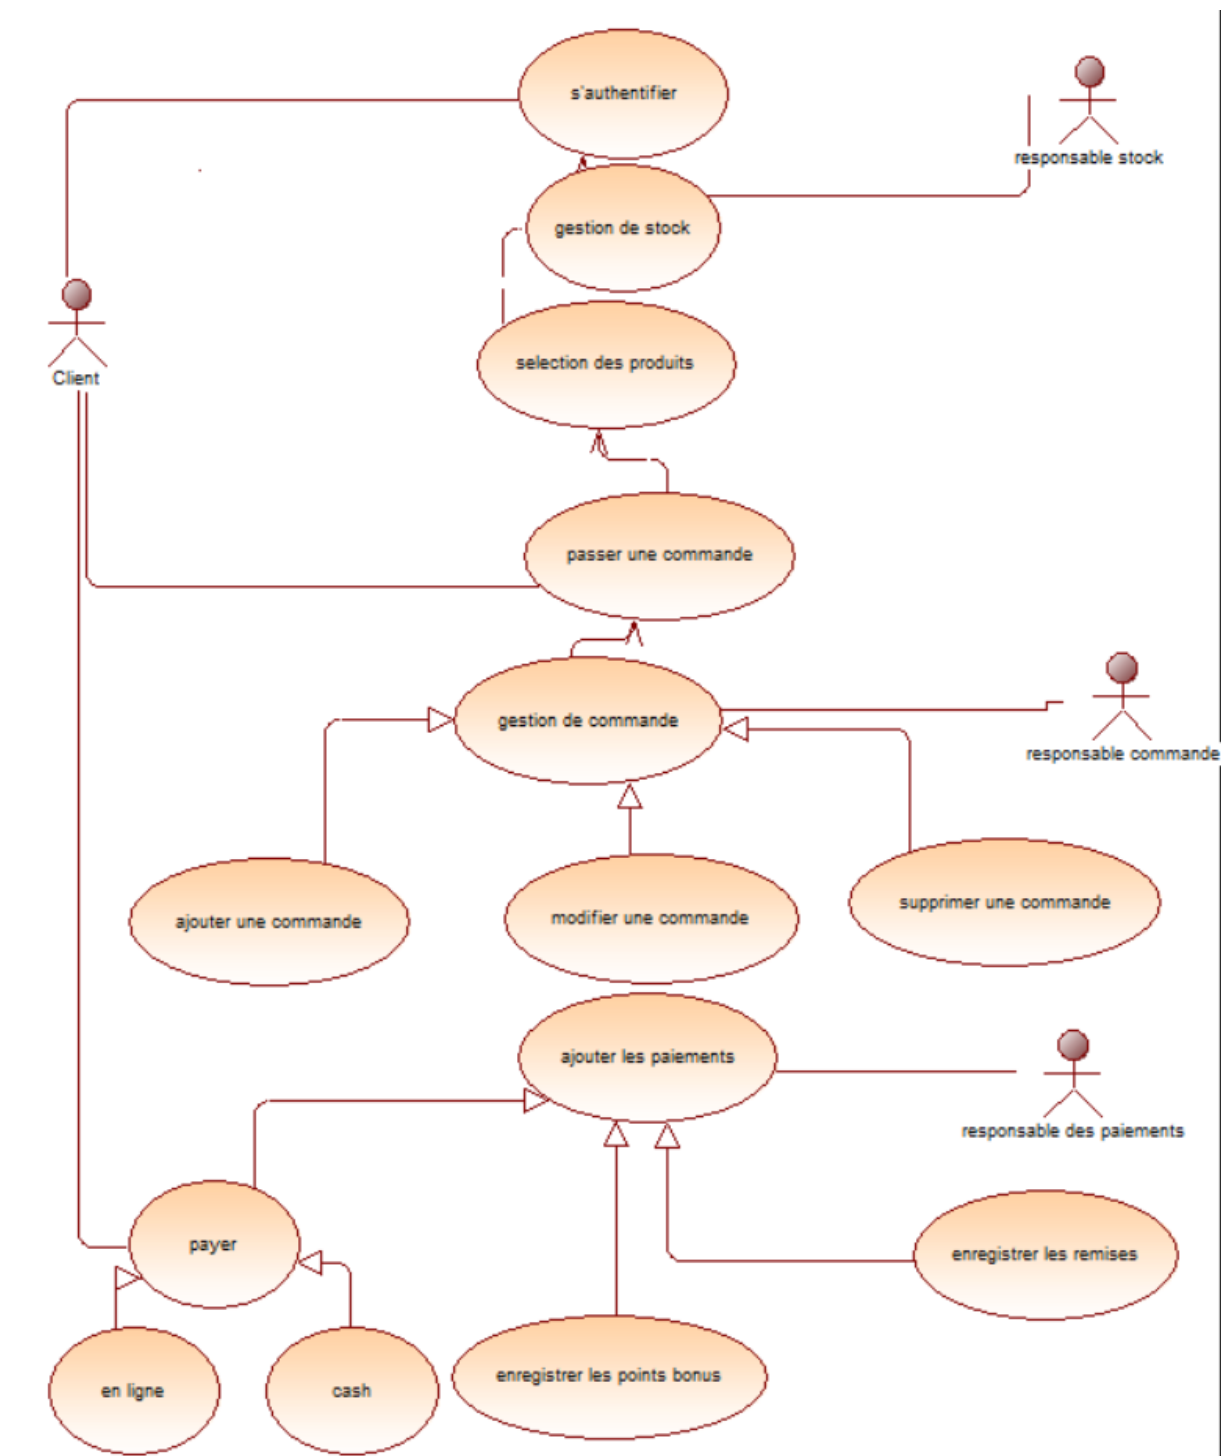 s'authentifier
responsable stock
gestion de stock
selection des produits
Client
passer une commande
gestion de commande
responsable commande
ajouter une commande
modifier une commande
supprimer une commande
ajouter les paiements
responsable des paiements
payer
enregistrer les remises
en ligne
cash
enregistrer les points bonus